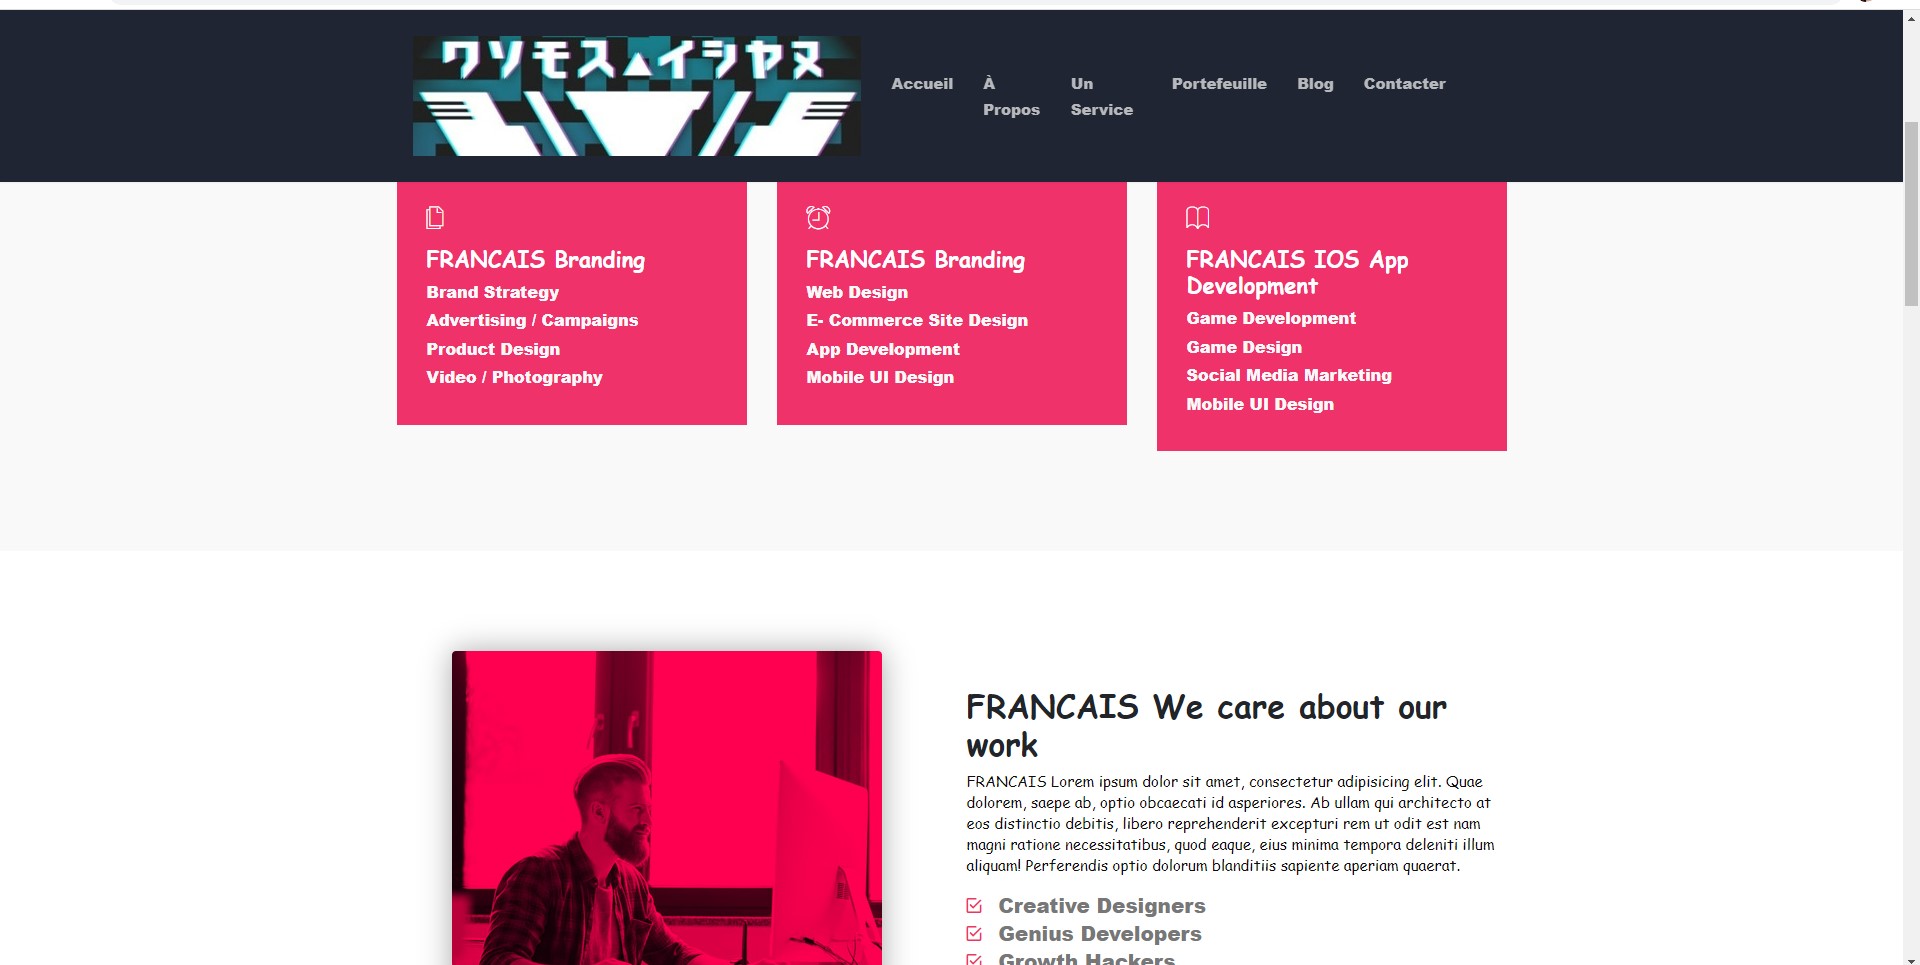 ワソモス▲イシヤヌ
Accueil
À
Propos
Un
Service
Portefeuille
Blog
Contacter
FRANCAIS Branding
Brand Strategy
Advertising / Campaigns
Product Design
Video / Photography
FRANCAIS Branding
Web Design
E- Commerce Site Design
App Development
Mobile UI Design
FRANCAIS IOS App
Development
Game Development
Game Design
Social Media Marketing
Mobile UI Design
FRANCAIS We care about our
work
FRANCAIS Lorem ipsum dolor sit amet, consectetur adipisicing elit. Quae
dolorem, saepe ab, optio obcaecati id asperiores. Ab ullam qui architecto at
eos distinctio debitis, libero reprehenderit excepturi rem ut odit est nam
magni ratione necessitatibus, quod eaque, eius minima tempora deleniti illum
aliquam! Perferendis optio dolorum blanditiis sapiente aperiam quaerat.
Creative Designers
Genius Developers
Growth Hackers